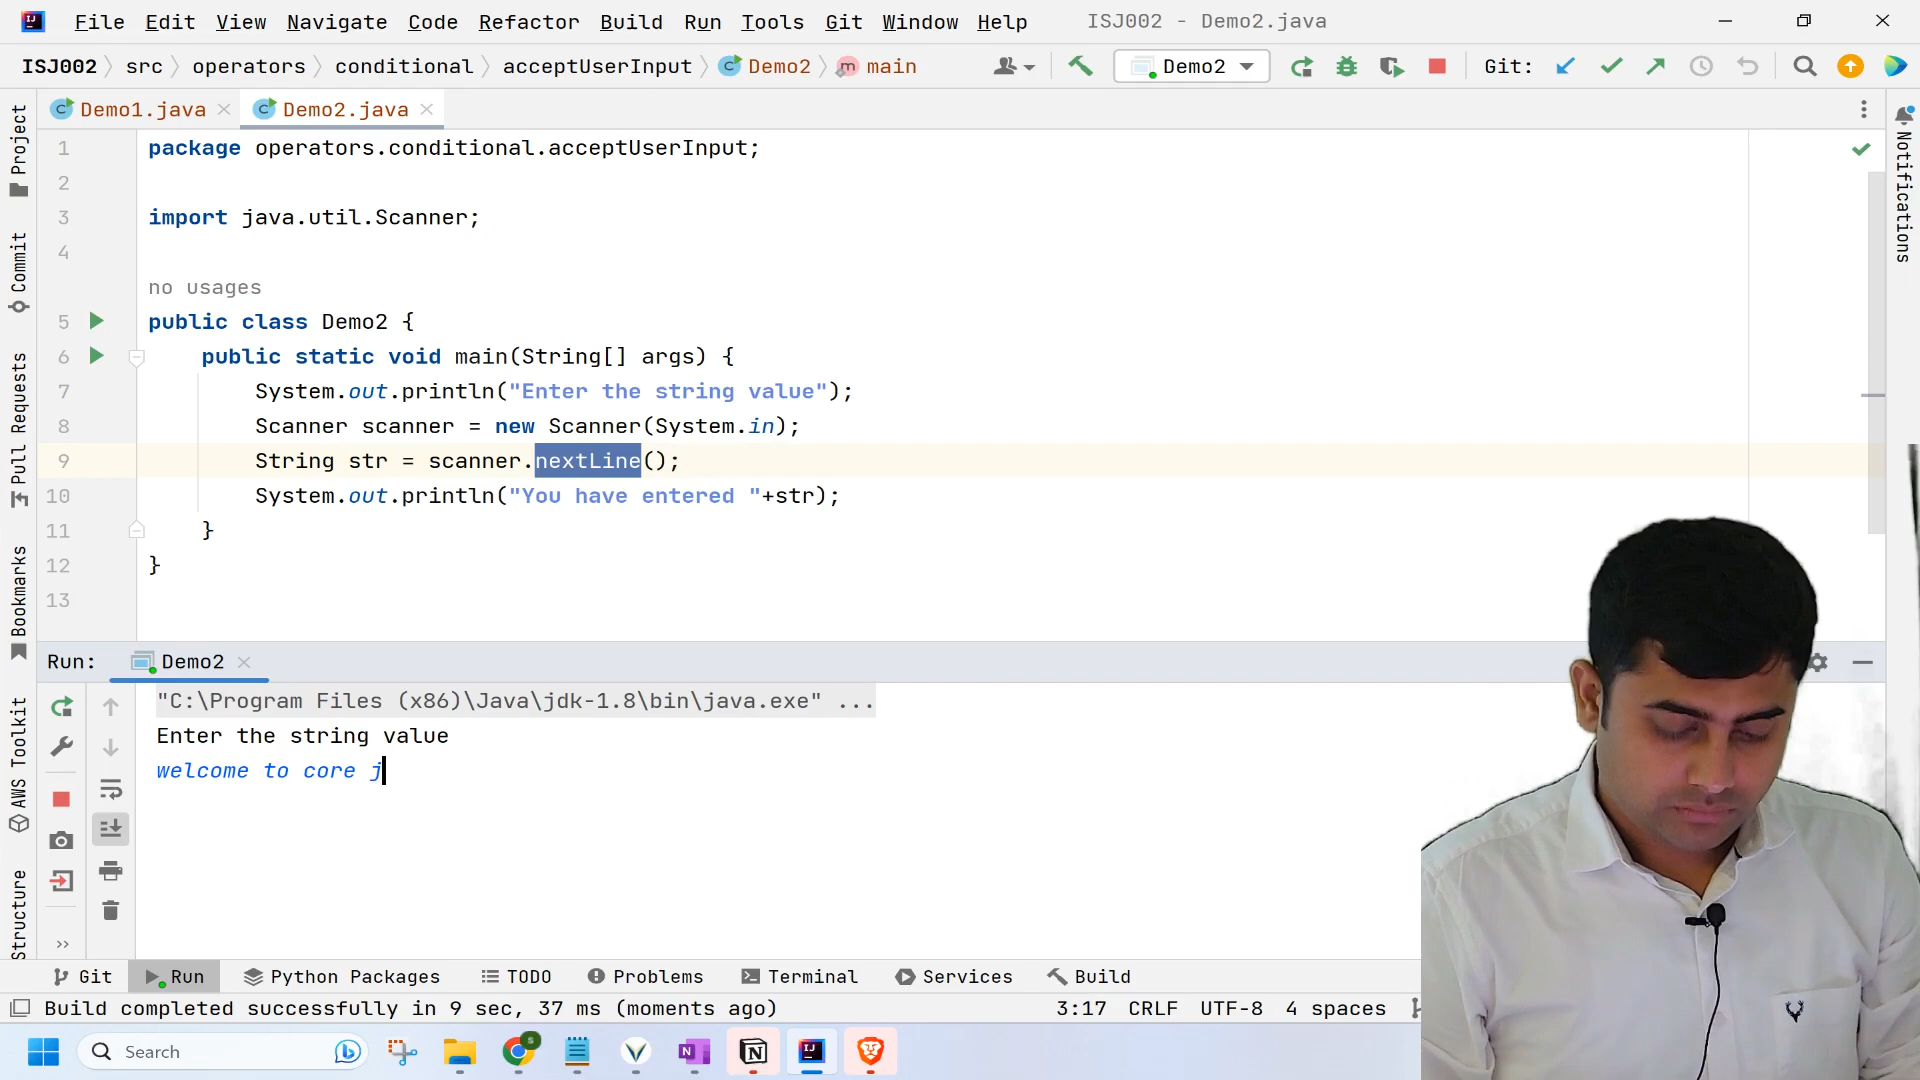 File Edit View Navigate Code Refactor Build Run Tools Git Window Help ISJ002 - Demo2.java
ISJ002 src operators conditional acceptUserInput Demo2 main Demo2 Git:
Demo1.java Demo2.java
1 package operators.conditional.acceptUserInput;
2
3 import java.util.Scanner;
4
no usages
5 public class Demo2 {
6 public static void main(String[] args) {
7 System.out.println("Enter the string value");
8 Scanner scanner = new Scanner(System.in);
9 String str = scanner.nextLine();
10 System.out.println("You have entered "+str);
11 }
12 }
13
Run: Demo2
"C:\Program Files (x86)\Java\jdk-1.8\bin\java.exe" ...
Enter the string value
welcome to core j
Project
Commit
Pull Requests
Bookmarks
AWS Toolkit
Structure
Notifications
Git Run Python Packages TODO Problems Terminal Services Build
Build completed successfully in 9 sec, 37 ms (moments ago) 3:17 CRLF UTF-8 4 spaces
Search